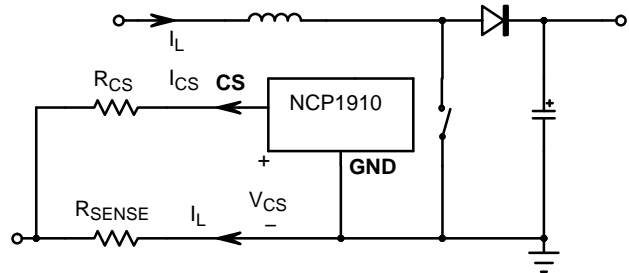 I_L
R_CS I_CS CS NCP1910
+
+ GND
V_CS
R_SENSE I_L –